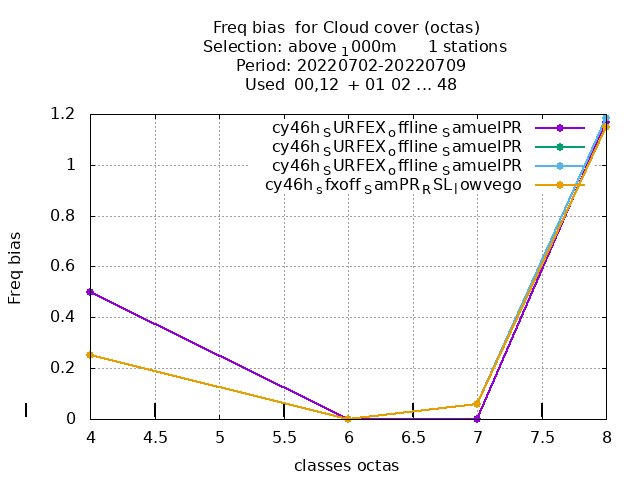 Freq bias  for Cloud cover (octas)
Selection: above 1000m      1 stations
Period: 20220702-20220709
Used  00,12  + 01 02 ... 48
cy46h SURFEX offline SamuelPR
cy46h SURFEX offline SamuelPR
cy46h SURFEX offline SamuelPR
cy46h sfxoff SamPR RSL lowvego
1.2
1
0.8
0.6
0.4
0.2
0
Freq bias
4 4.5 5 5.5 6 6.5 7 7.5 8
classes octas